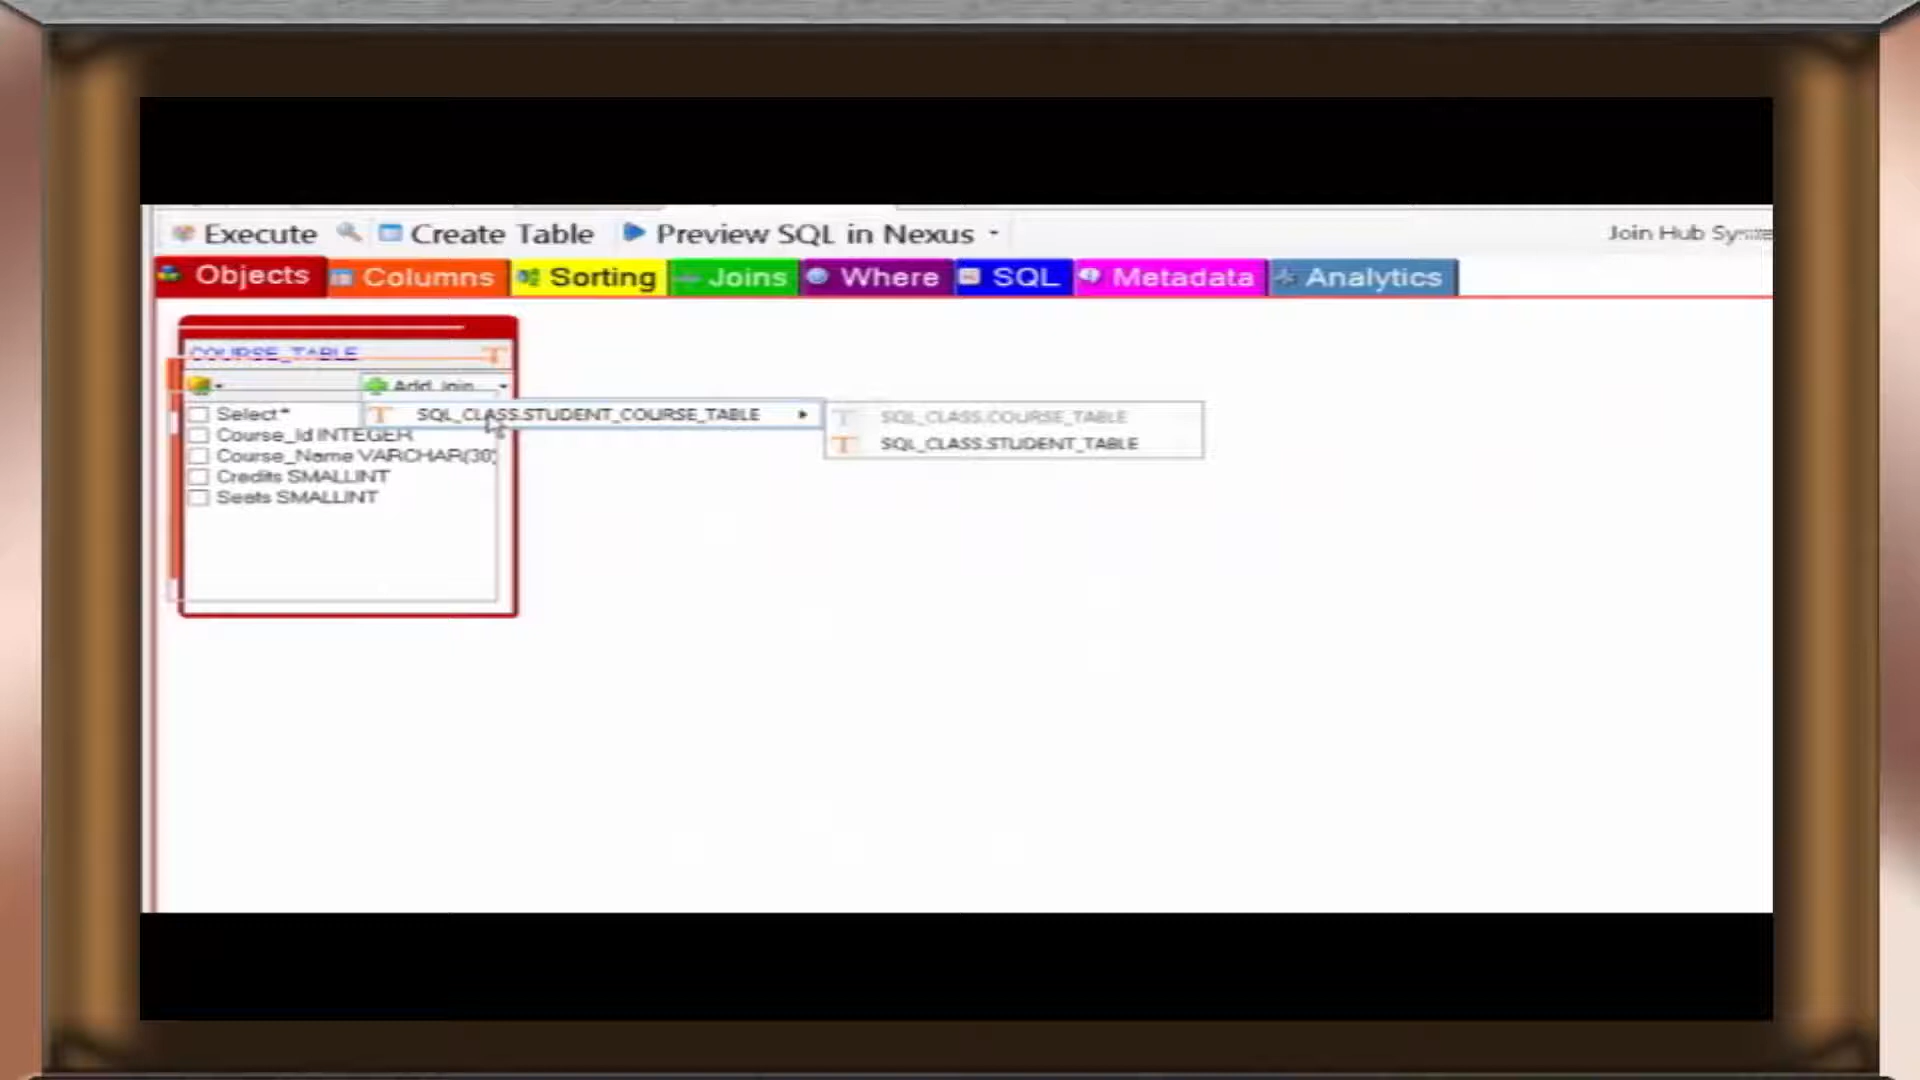 Execute Create Table Preview SQL in Nexus
Join Hub
Objects Columns Sorting Joins Where SQL Metadata Analytics
COURSE_TABLE
Add Join
Select*
Course_Id INTEGER
Course_Name VARCHAR(30)
Credits SMALLINT
Seats SMALLINT
SQL_CLASS.STUDENT_COURSE_TABLE
SQL_CLASS.COURSE_TABLE
SQL_CLASS.STUDENT_TABLE